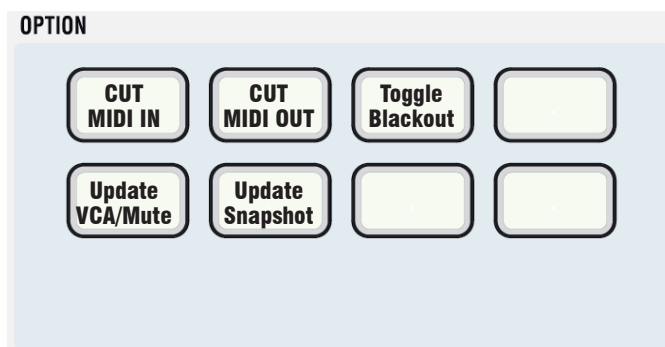 OPTION
CUT
MIDI IN
CUT
MIDI OUT
Toggle
Blackout
Update
VCA/Mute
Update
Snapshot